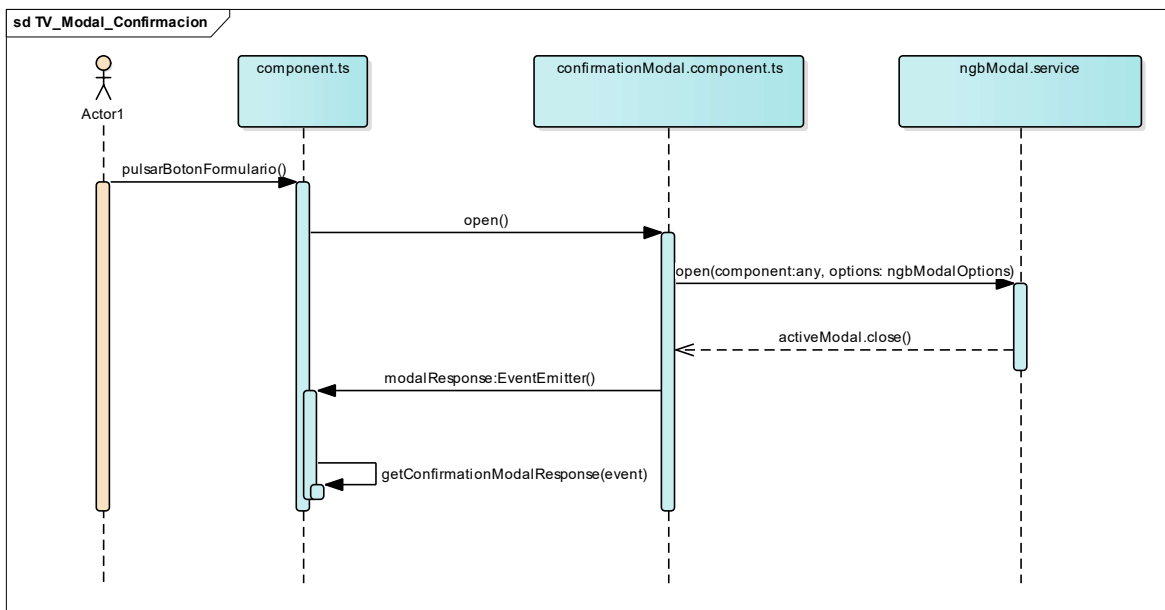 sd TV_Modal_Confirmacion
component.ts
confirmationModal.component.ts
ngbModal.service
Actor1
pulsarBotonFormulario()
open()
open(component:any, options: ngbModalOptions)
activeModal.close()
modalResponse:EventEmitter()
getConfirmationModalResponse(event)